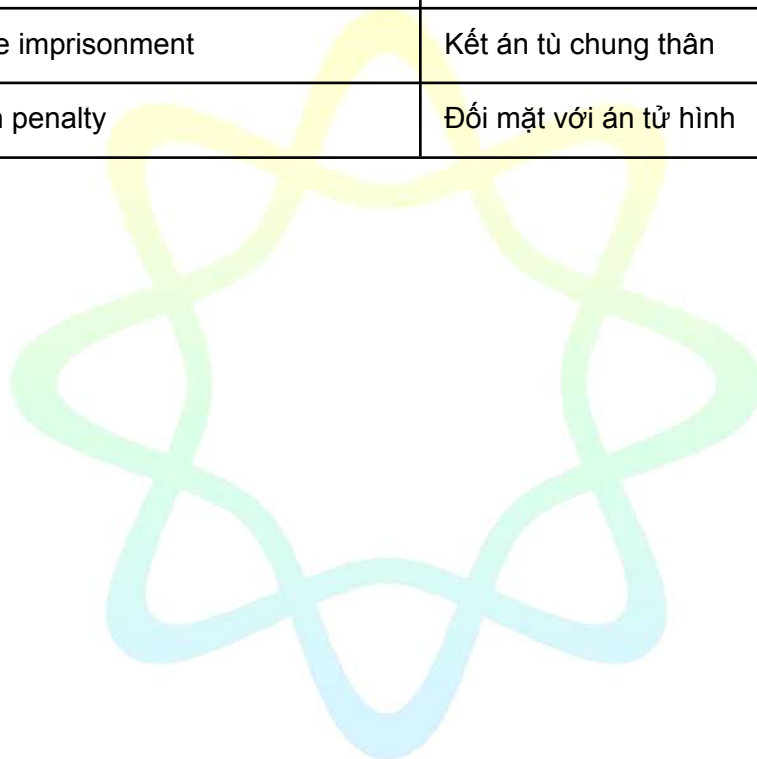 imprisonment Kết án tù chung thân
penalty Đối mặt với án tử hình